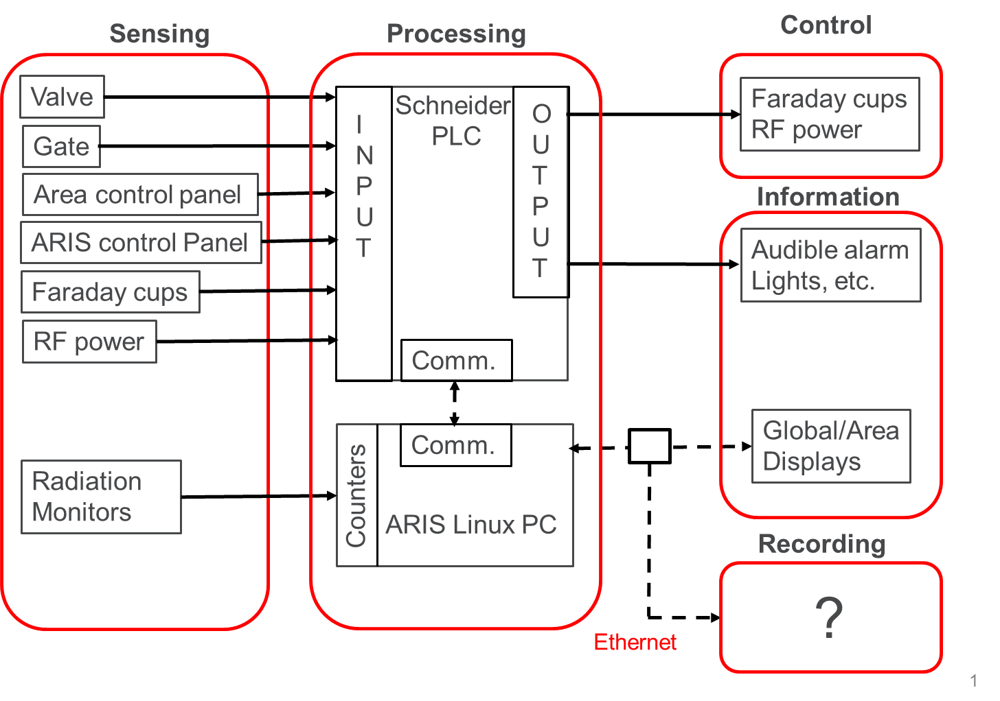 Sensing
Valve
Gate
Area control panel
ARIS control Panel
Faraday cups
RF power
Radiation
Monitors
Processing
INPUT
Schneider
PLC
OUTPUT
Comm.
Comm.
Counters
ARIS Linux PC
Control
Faraday cups
RF power
Information
Audible alarm
Lights, etc.
Global/Area
Displays
Recording
?
Ethernet
1